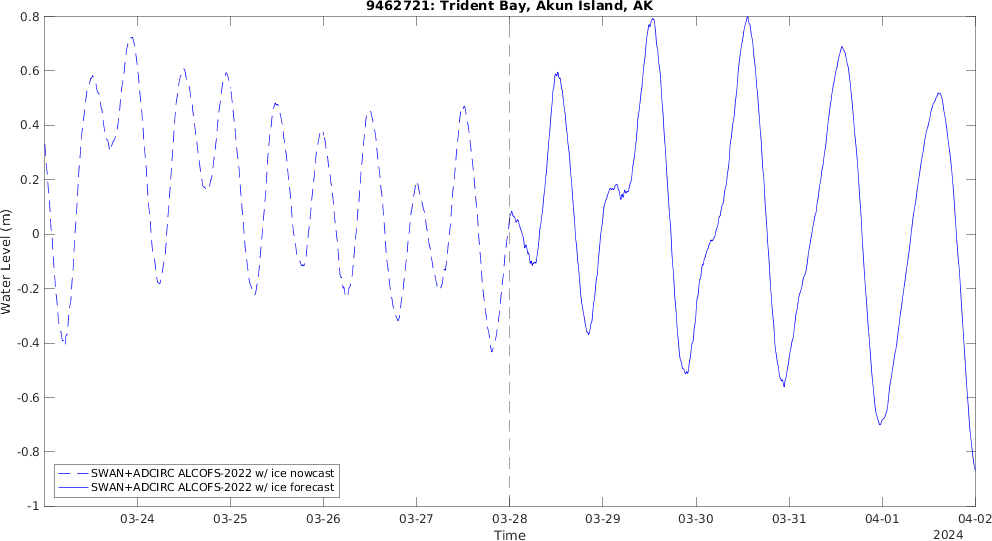 9462721: Trident Bay, Akun Island, AK
0.8
0.6
0.4
0.2
0
-0.2
-0.4
-0.6
-0.8
-1
Water Level (m)
SWAN+ADCIRC ALCOFS-2022 w/ ice nowcast
SWAN+ADCIRC ALCOFS-2022 w/ ice forecast
03-24 03-25 03-26 03-27 03-28 03-29 03-30 03-31 04-01 04-02
Time
2024